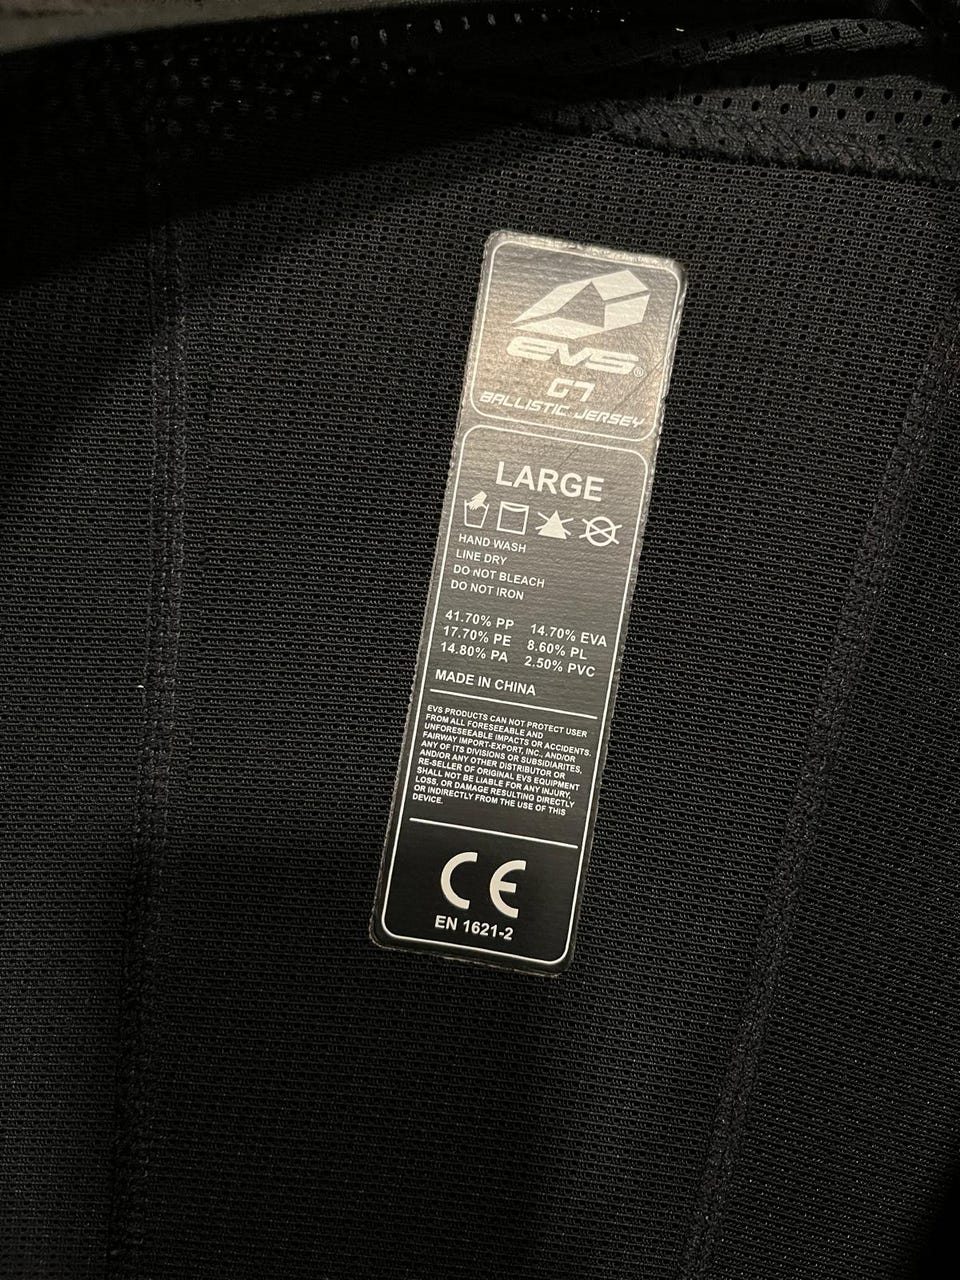 EVS®
G7
BALLISTIC JERSEY
LARGE
HAND WASH
LINE DRY
DO NOT BLEACH
DO NOT IRON
41.70% PP 14.70% EVA
17.70% PE 8.60% PL
14.80% PA 2.50% PVC
MADE IN CHINA
EVS PRODUCTS CAN NOT PROTECT USER
FROM ALL FORESEEABLE AND
UNFORESEEABLE IMPACTS OR ACCIDENTS.
FAIRWAY IMPORT-EXPORT, INC., AND/OR
ANY OF ITS DIVISIONS OR SUBSIDIARITES,
AND/OR ANY OTHER DISTRIBUTOR OR
RE-SELLER OF ORIGINAL EVS EQUIPMENT
SHALL NOT BE LIABLE FOR ANY INJURY,
LOSS, OR DAMAGE RESULTING DIRECTLY
OR INDIRECTLY FROM THE USE OF THIS
DEVICE.
CE
EN 1621-2